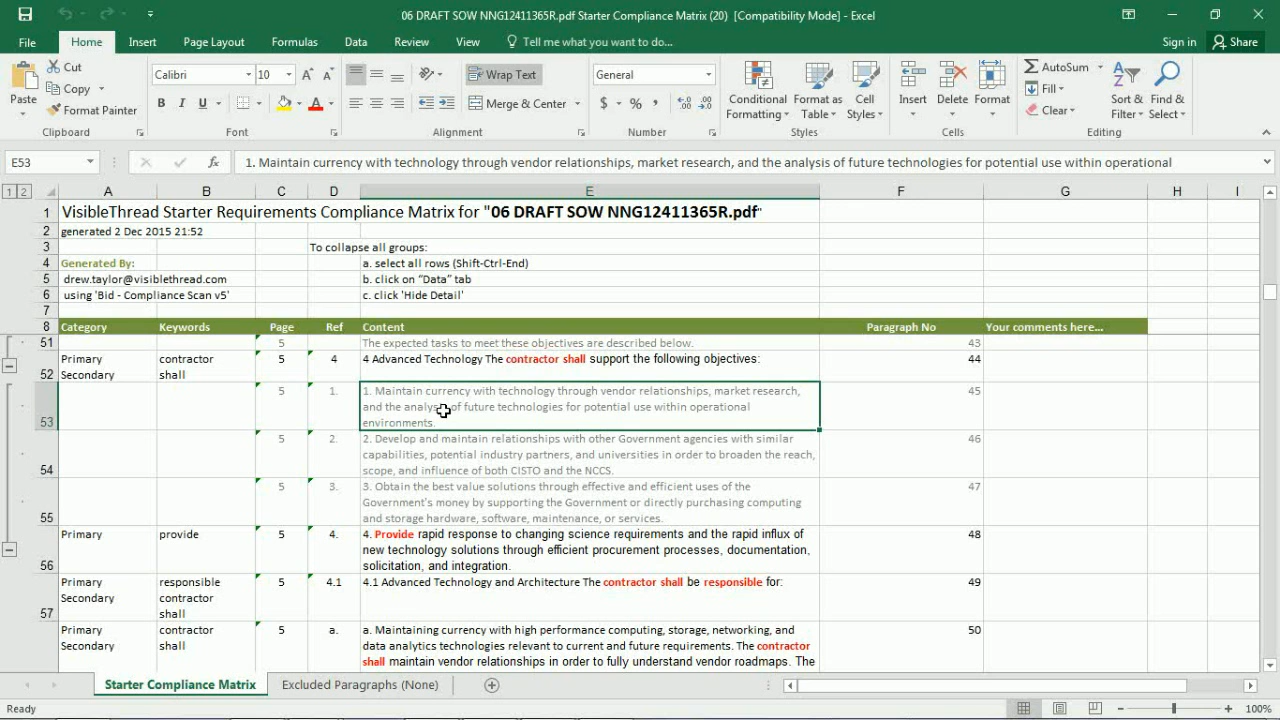 06 DRAFT SOW NNG12411365R.pdf Starter Compliance Matrix (20) [Compatibility Mode] - Excel
File Home Insert Page Layout Formulas Data Review View Tell me what you want to do... Sign in Share
Paste Cut Copy Format Painter
Calibri 10 Wrap Text Merge & Center General
Conditional Formatting Format as Table Cell Styles Insert Delete Format AutoSum Fill Clear Sort & Filter Find & Select
Clipboard Font Alignment Number Styles Cells Editing
E53 fx 1. Maintain currency with technology through vendor relationships, market research, and the analysis of future technologies for potential use within operational
1 2 A B C D E F G H I
1 VisibleThread Starter Requirements Compliance Matrix for "06 DRAFT SOW NNG12411365R.pdf"
2 generated 2 Dec 2015 21:52
3 To collapse all groups:
4 Generated By: a. select all rows (Shift-Ctrl-End)
5 drew.taylor@visiblethread.com b. click on "Data" tab
6 using 'Bid - Compliance Scan v5' c. click 'Hide Detail'
7
8 Category Keywords Page Ref Content Paragraph No Your comments here...
51 5 The expected tasks to meet these objectives are described below. 43
Primary contractor 5 4 4 Advanced Technology The contractor shall support the following objectives: 44
52 Secondary shall
5 1. 1. Maintain currency with technology through vendor relationships, market research, 45
and the analysis of future technologies for potential use within operational
53 environments.
5 2. 2. Develop and maintain relationships with other Government agencies with similar 46
capabilities, potential industry partners, and universities in order to broaden the reach,
54 scope, and influence of both CISTO and the NCCS.
5 3. 3. Obtain the best value solutions through effective and efficient uses of the 47
Government's money by supporting the Government or directly purchasing computing
55 and storage hardware, software, maintenance, or services.
Primary provide 5 4. 4. Provide rapid response to changing science requirements and the rapid influx of 48
new technology solutions through efficient procurement processes, documentation,
56 solicitation, and integration.
Primary responsible 5 4.1 4.1 Advanced Technology and Architecture The contractor shall be responsible for: 49
Secondary contractor
57 shall
Primary contractor 5 a. a. Maintaining currency with high performance computing, storage, networking, and 50
Secondary shall data analytics technologies relevant to current and future requirements. The contractor
shall maintain vendor relationships in order to fully understand vendor roadmaps. The
Starter Compliance Matrix Excluded Paragraphs (None)
Ready 100%